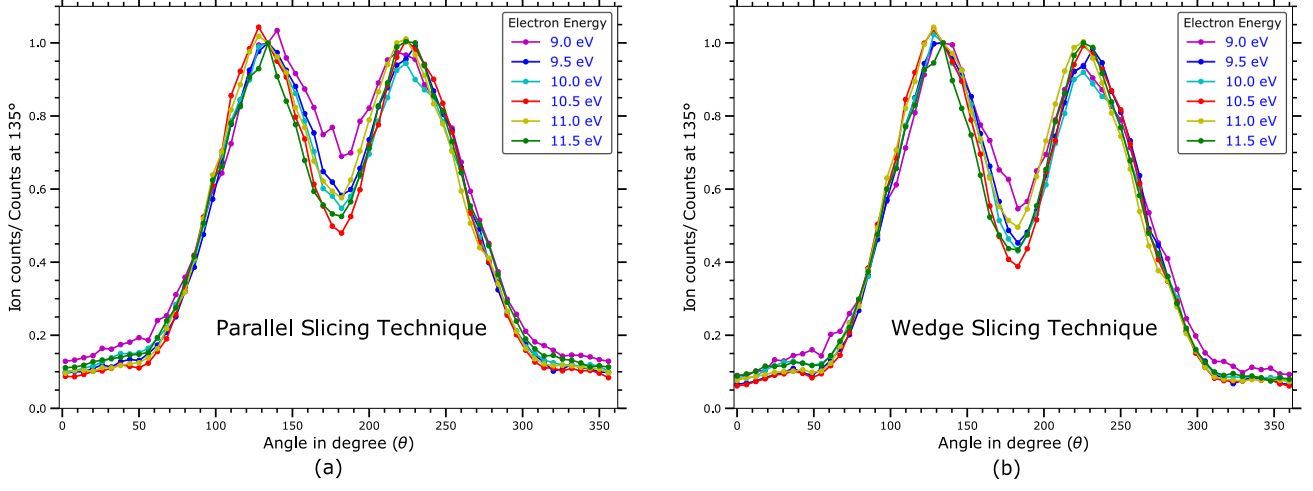 Electron Energy
9.0 eV
9.5 eV
10.0 eV
10.5 eV
11.0 eV
11.5 eV
Ion counts/ Counts at 135°
1.0
0.8
0.6
0.4
0.2
0.0
Parallel Slicing Technique
0 50 100 150 200 250 300 350
Angle in degree (θ)
(a)
Electron Energy
9.0 eV
9.5 eV
10.0 eV
10.5 eV
11.0 eV
11.5 eV
Ion counts/ Counts at 135°
1.0
0.8
0.6
0.4
0.2
0.0
Wedge Slicing Technique
0 50 100 150 200 250 300 350
Angle in degree (θ)
(b)